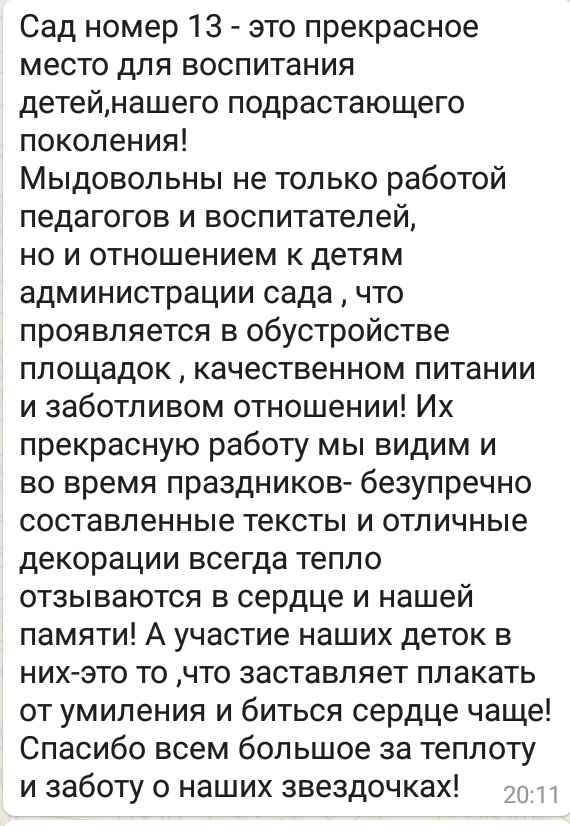 Сад номер 13 - это прекрасное
место для воспитания
детей,нашего подрастающего
поколения!
Мыдовольны не только работой
педагогов и воспитателей,
но и отношением к детям
администрации сада , что
проявляется в обустройстве
площадок , качественном питании
и заботливом отношении! Их
прекрасную работу мы видим и
во время праздников- безупречно
составленные тексты и отличные
декорации всегда тепло
отзываются в сердце и нашей
памяти! А участие наших деток в
них-это то ,что заставляет плакать
от умиления и биться сердце чаще!
Спасибо всем большое за теплоту
и заботу о наших звездочках!
20:11